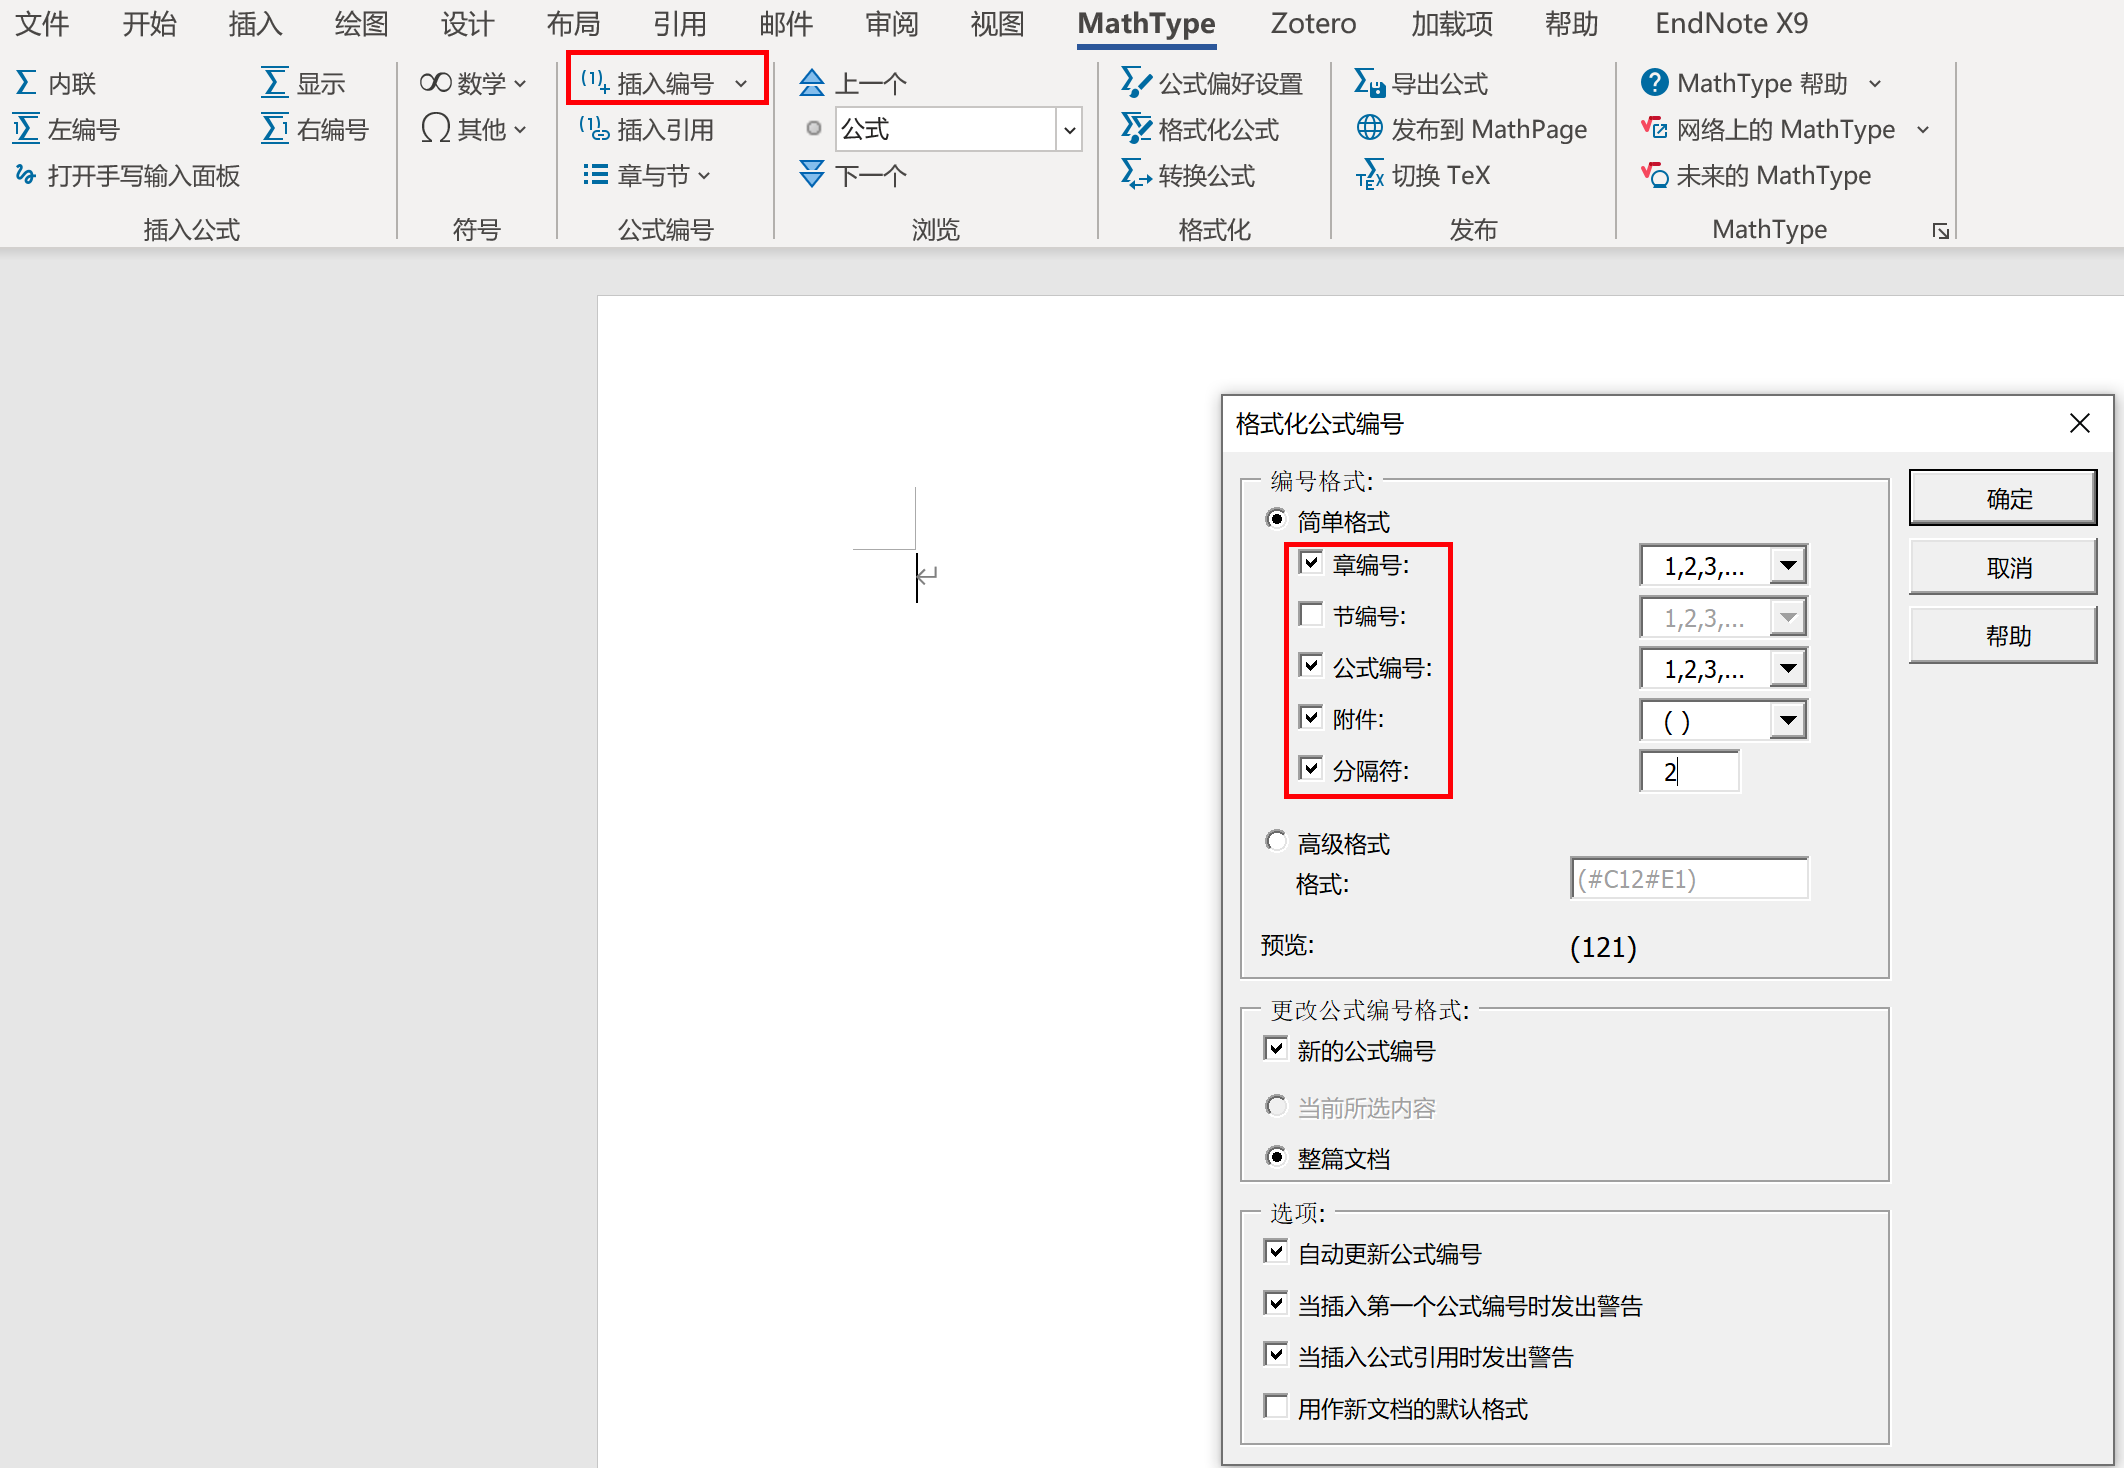 文件 开始 插入 绘图 设计 布局 引用 邮件 审阅 视图 MathType Zotero 加载项 帮助 EndNote X9
内联 显示 数学 插入编号 上一个 公式偏好设置 导出公式 MathType 帮助
左编号 右编号 其他 插入引用 公式 格式化公式 发布到 MathPage 网络上的 MathType
打开手写输入面板 章与节 下一个 转换公式 切换 TeX 未来的 MathType
插入公式 符号 公式编号 浏览 格式化 发布 MathType
格式化公式编号
编号格式:
确定
简单格式
章编号: 1,2,3,...
取消
节编号: 1,2,3,...
帮助
公式编号: 1,2,3,...
附件: ( )
分隔符: 2
高级格式
格式: (#C12#E1)
预览: (121)
更改公式编号格式:
新的公式编号
当前所选内容
整篇文档
选项:
自动更新公式编号
当插入第一个公式编号时发出警告
当插入公式引用时发出警告
用作新文档的默认格式